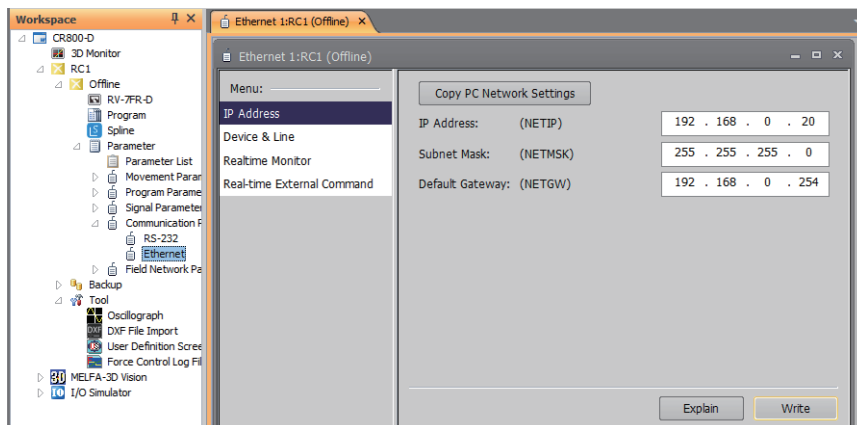 Workspace
CR800-D
3D Monitor
RC1
Offline
RV-7FR-D
Program
Spline
Parameter
Parameter List
Movement Parar
Program Parame
Signal Parameter
Communication P
RS-232
Ethernet
Field Network Pa
Backup
Tool
Oscillograph
DXF File Import
User Definition Scree
Force Control Log Fil
MELFA-3D Vision
I/O Simulator
Ethernet 1:RC1 (Offline)
Ethernet 1:RC1 (Offline)
Menu:
IP Address
Device & Line
Realtime Monitor
Real-time External Command
Copy PC Network Settings
IP Address: (NETIP) 192 . 168 . 0 . 20
Subnet Mask: (NETMSK) 255 . 255 . 255 . 0
Default Gateway: (NETGW) 192 . 168 . 0 . 254
Explain Write